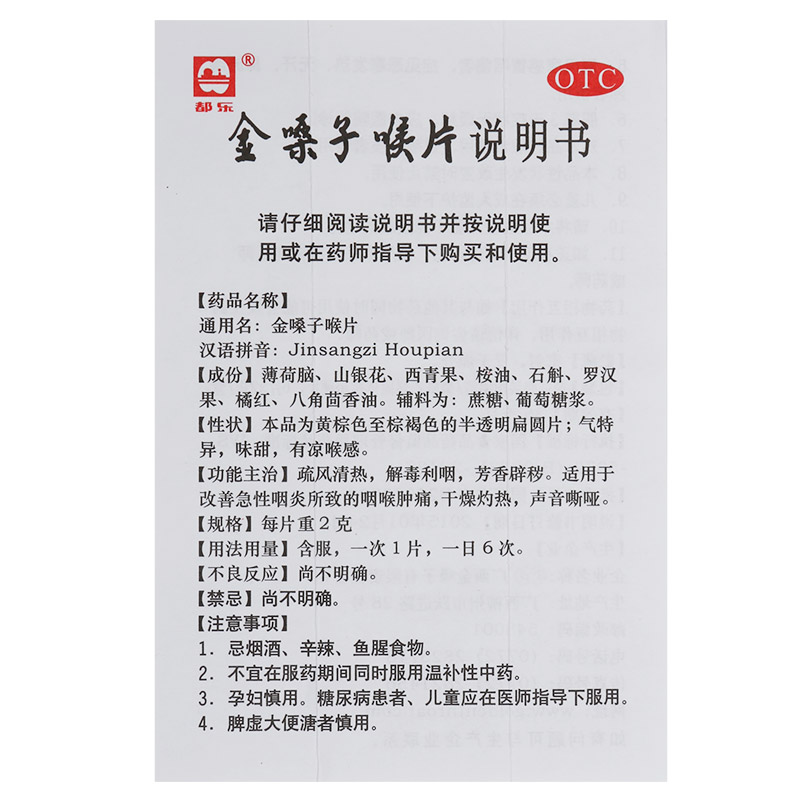 ®
都乐
OTC
金嗓子喉片说明书
请仔细阅读说明书并按说明使
用或在药师指导下购买和使用。
【药品名称】
通用名：金嗓子喉片
汉语拼音：Jinsangzi Houpian
【成份】薄荷脑、山银花、西青果、桉油、石斛、罗汉
果、橘红、八角茴香油。辅料为：蔗糖、葡萄糖浆。
【性状】本品为黄棕色至棕褐色的半透明扁圆片；气特
异，味甜，有凉喉感。
【功能主治】疏风清热，解毒利咽，芳香辟秽。适用于
改善急性咽炎所致的咽喉肿痛，干燥灼热，声音嘶哑。
【规格】每片重2克
【用法用量】含服，一次1片，一日6次。
【不良反应】尚不明确。
【禁忌】尚不明确。
【注意事项】
1．忌烟酒、辛辣、鱼腥食物。
2．不宜在服药期间同时服用温补性中药。
3．孕妇慎用。糖尿病患者、儿童应在医师指导下服用。
4．脾虚大便溏者慎用。